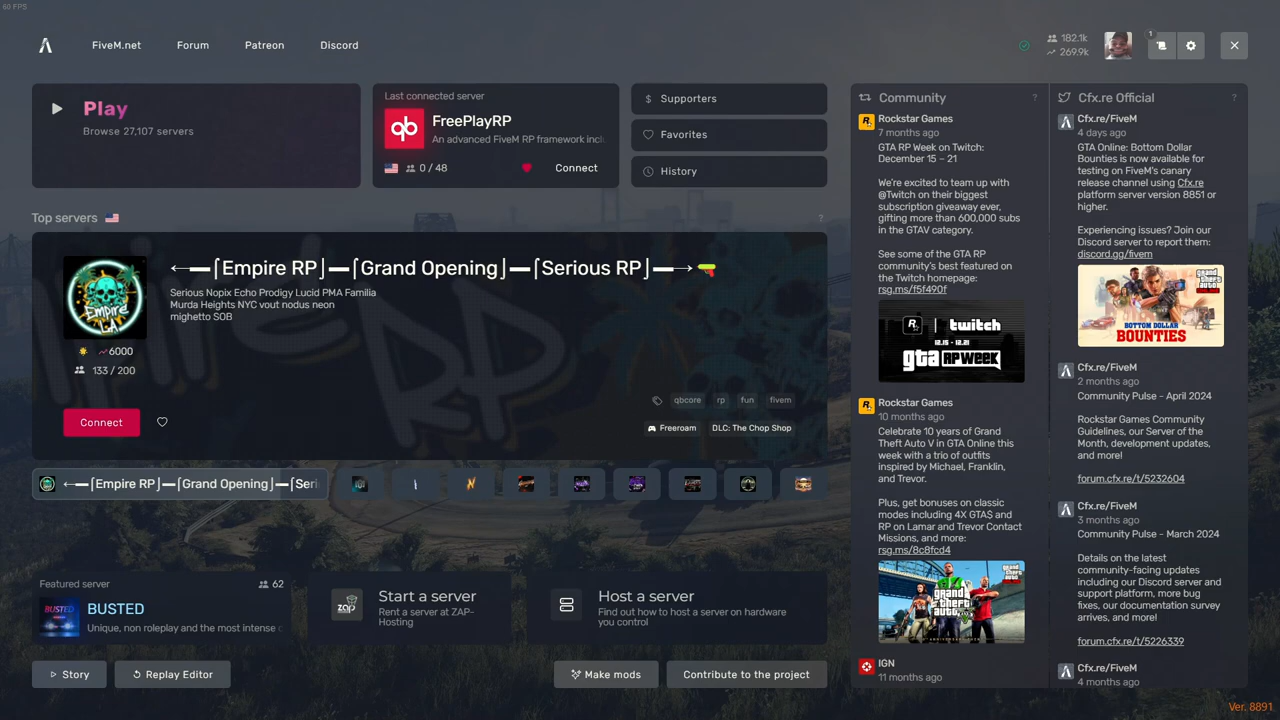 60 FPS
FiveM.net
Forum
Patreon
Discord
182.1k
269.9k
1
Play
Browse 27,107 servers
Last connected server
qb
FreePlayRP
An advanced FiveM RP framework incl
0 / 48
Connect
$ Supporters
Favorites
History
Top servers
?
Empire L.A
⟵▬⌠Empire RP⌡▬⌠Grand Opening⌡▬⌠Serious RP⌡▬⟶
Serious Nopix Echo Prodigy Lucid PMA Familia
Murda Heights NYC vout nodus neon
mighetto SOB
6000
133 / 200
Connect
qbcore rp fun fivem
Freeroam
DLC: The Chop Shop
⟵▬⌠Empire RP⌡▬⌠Grand Opening⌡▬⌠Seri
Featured server
62
BUSTED
BUSTED
Unique, non roleplay and the most intense c
ZAP
Start a server
Rent a server at ZAP-
Hosting
Host a server
Find out how to host a server on hardware
you control
Story
Replay Editor
Make mods
Contribute to the project
Community
?
Rockstar Games
7 months ago
GTA RP Week on Twitch:
December 15 – 21
We're excited to team up with
@Twitch on their biggest
subscription giveaway ever,
gifting more than 600,000 subs
in the GTAV category.
See some of the GTA RP
community's best featured on
the Twitch homepage:
rsg.ms/f5f490f
R twitch
12.15 - 12.21
gta RP WEEK
Rockstar Games
10 months ago
Celebrate 10 years of Grand
Theft Auto V in GTA Online this
week with a trio of outfits
inspired by Michael, Franklin,
and Trevor.
Plus, get bonuses on classic
modes including 4X GTA$ and
RP on Lamar and Trevor Contact
Missions, and more:
rsg.ms/8c8fcd4
grand theft auto
IGN
11 months ago
Cfx.re Official
?
Cfx.re/FiveM
4 days ago
GTA Online: Bottom Dollar
Bounties is now available for
testing on FiveM's canary
release channel using Cfx.re
platform server version 8851 or
higher.
Experiencing issues? Join our
Discord server to report them:
discord.gg/fivem
BOTTOM DOLLAR
BOUNTIES
Cfx.re/FiveM
2 months ago
Community Pulse – April 2024
Rockstar Games Community
Guidelines, our Server of the
Month, development updates,
and more!
forum.cfx.re/t/5232604
Cfx.re/FiveM
3 months ago
Community Pulse – March 2024
Details on the latest
community-facing updates
including our Discord server and
support platform, more bug
fixes, our documentation survey
arrives, and more!
forum.cfx.re/t/5226339
Cfx.re/FiveM
4 months ago
Ver. 8891